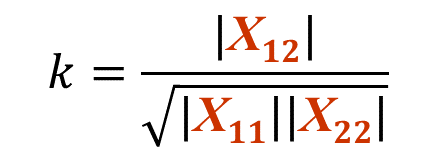 k = |X₁₂| / √(|X₁₁||X₂₂|)